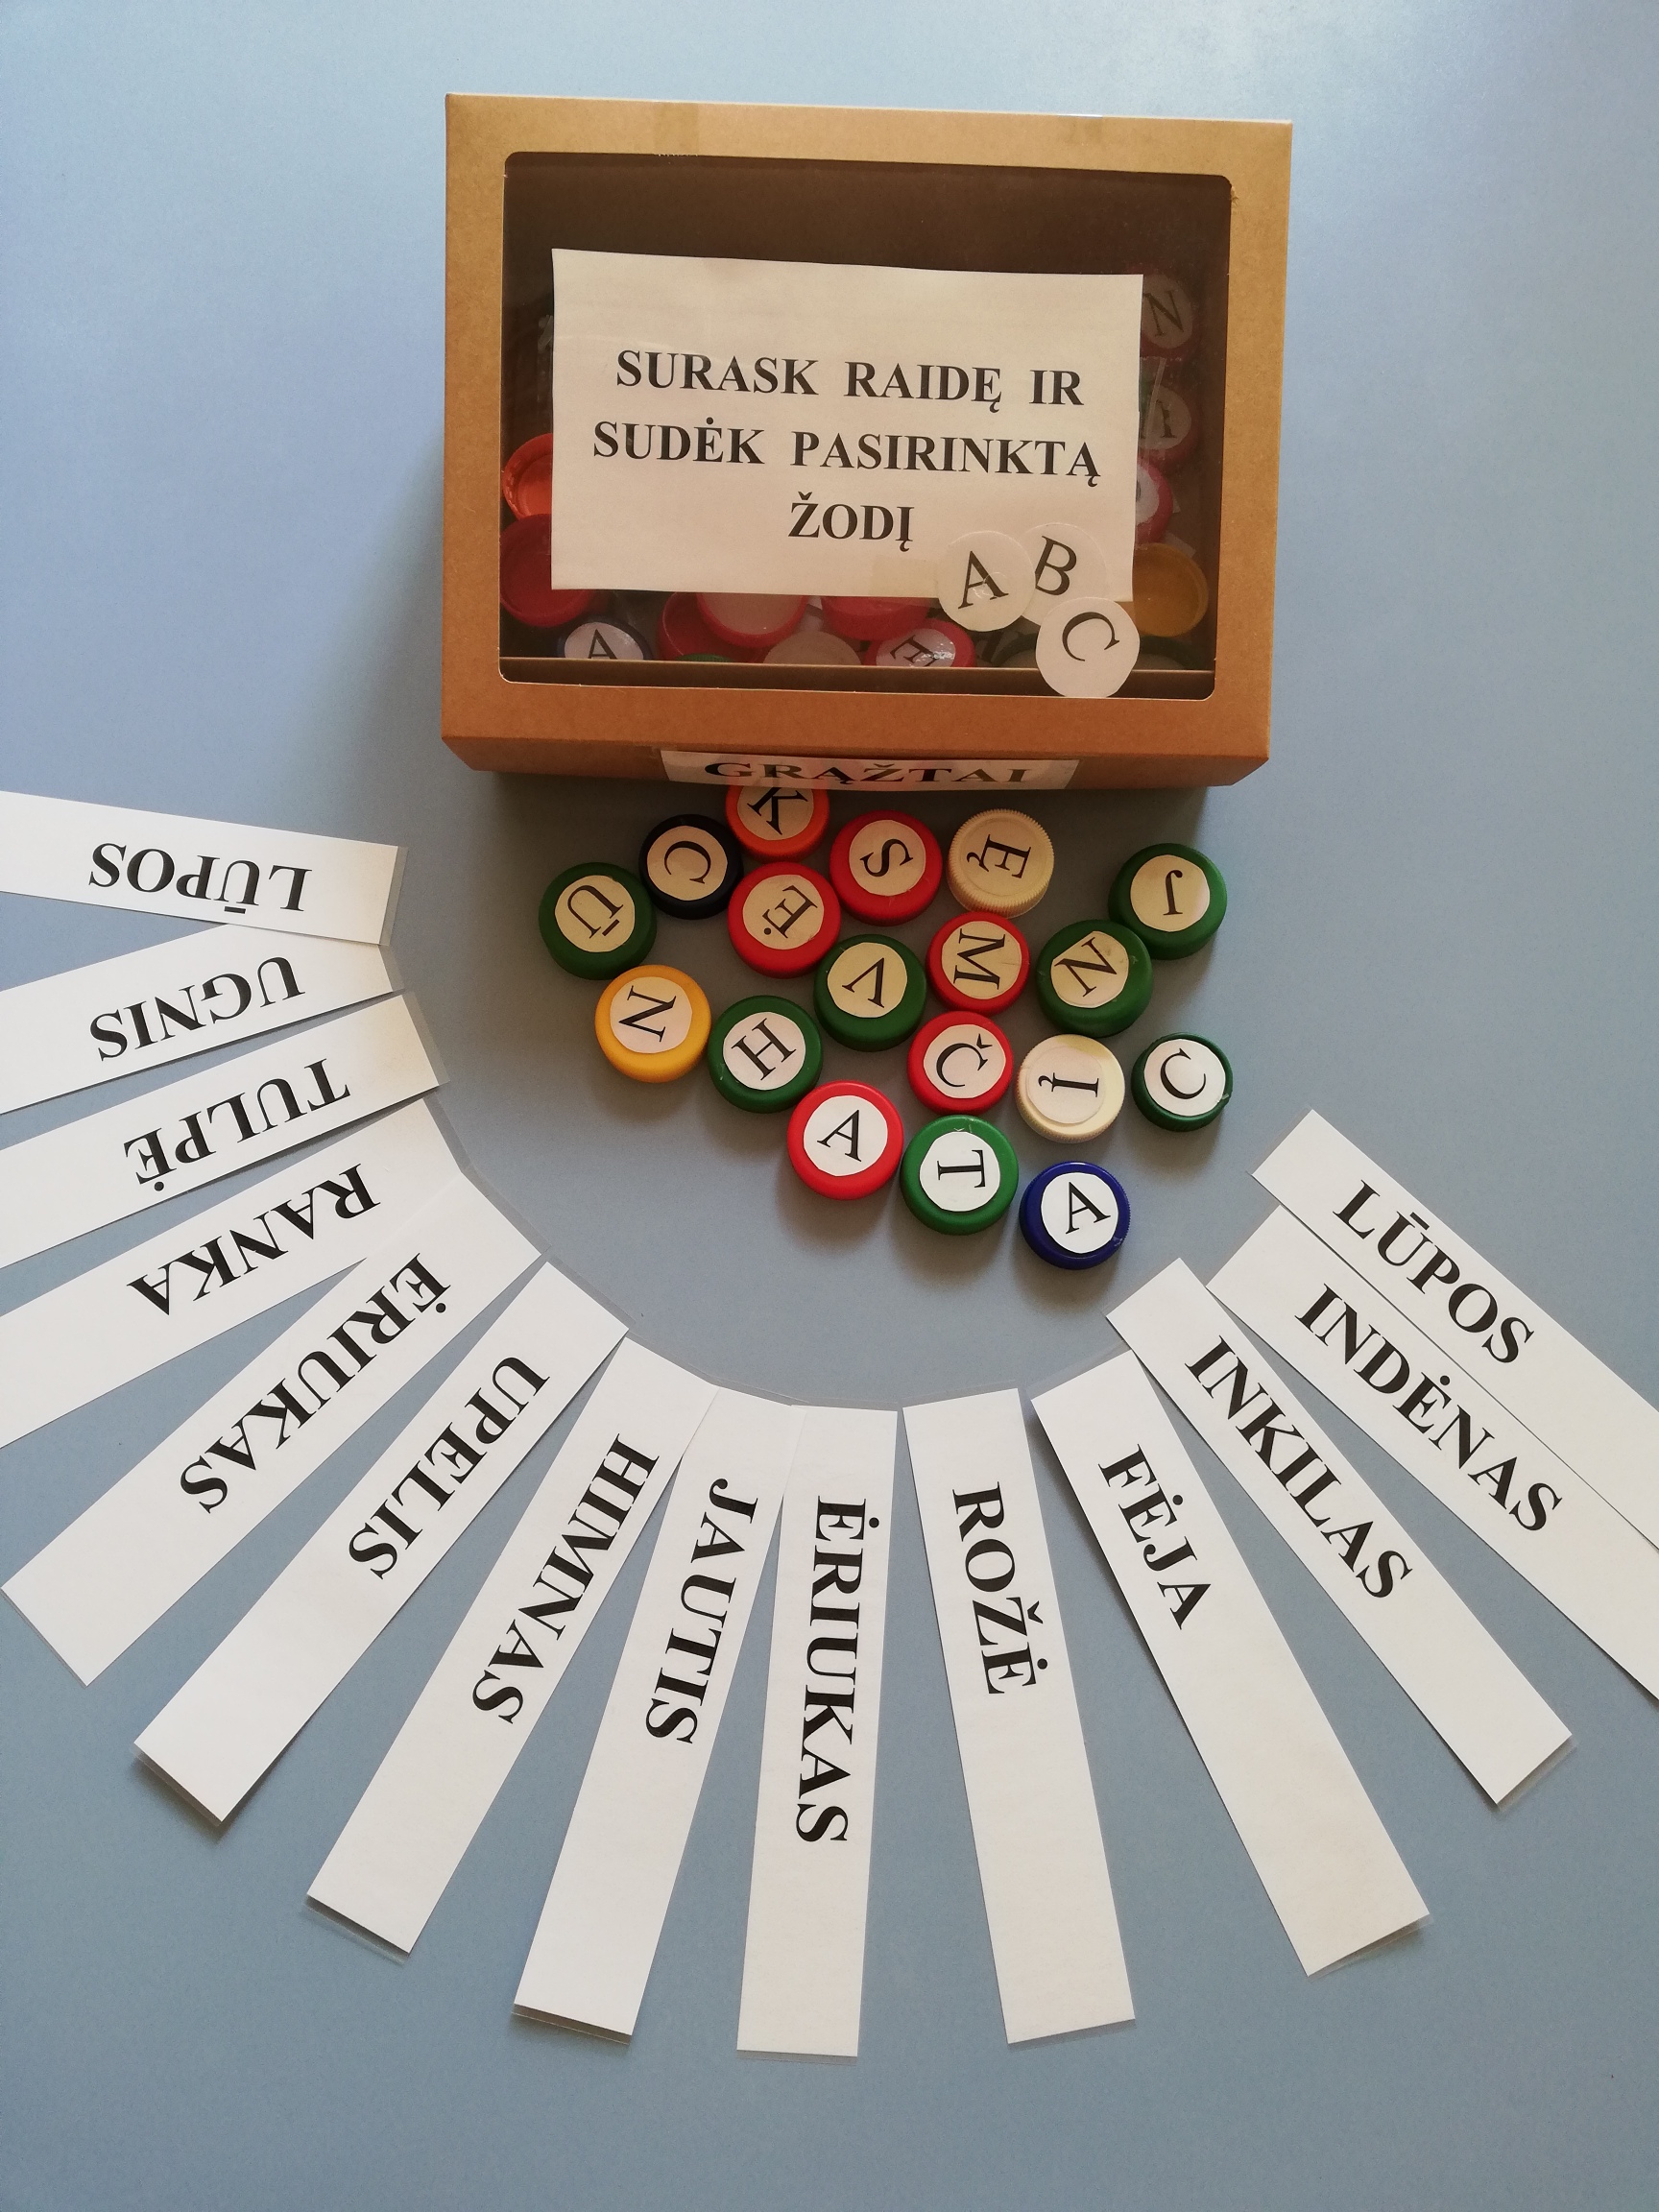 SURASK RAIDĘ IR
SUDĖK PASIRINKTĄ
ŽODĮ
A
B
C
N
R
A
E
GRĄŽTAI
K
C
S
Ę
J
Ū
Ė
M
N
V
N
H
Č
Į
C
A
T
A
LŪPOS
UGNIS
TULPĖ
RANKA
ĖRIUKAS
UPELIS
HIMNAS
JAUTIS
ĖRIUKAS
ROŽĖ
FĖJA
INKILAS
INDĖNAS
LŪPOS